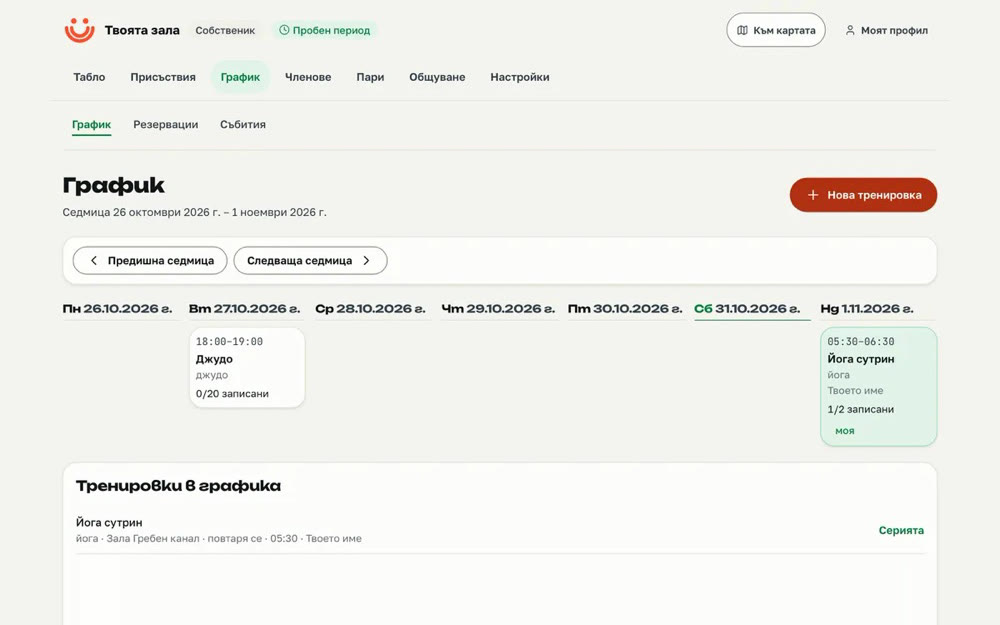 Твоята зала Собственик Пробен период Към картата Моят профил
Табло Присъствия График Членове Пари Общуване Настройки
График Резервации Събития
График
Седмица 26 октомври 2026 г. – 1 ноември 2026 г.
+ Нова тренировка
Предишна седмица Следваща седмица
Пн 26.10.2026 г. Вт 27.10.2026 г. Ср 28.10.2026 г. Чт 29.10.2026 г. Пт 30.10.2026 г. Сб 31.10.2026 г. Нд 1.11.2026 г.
18:00–19:00
Джудо
джудо
0/20 записани
05:30–06:30
Йога сутрин
йога
Твоето име
1/2 записани
моя
Тренировки в графика
Йога сутрин
йога · Зала Гребен канал · повтаря се · 05:30 · Твоето име
Серията